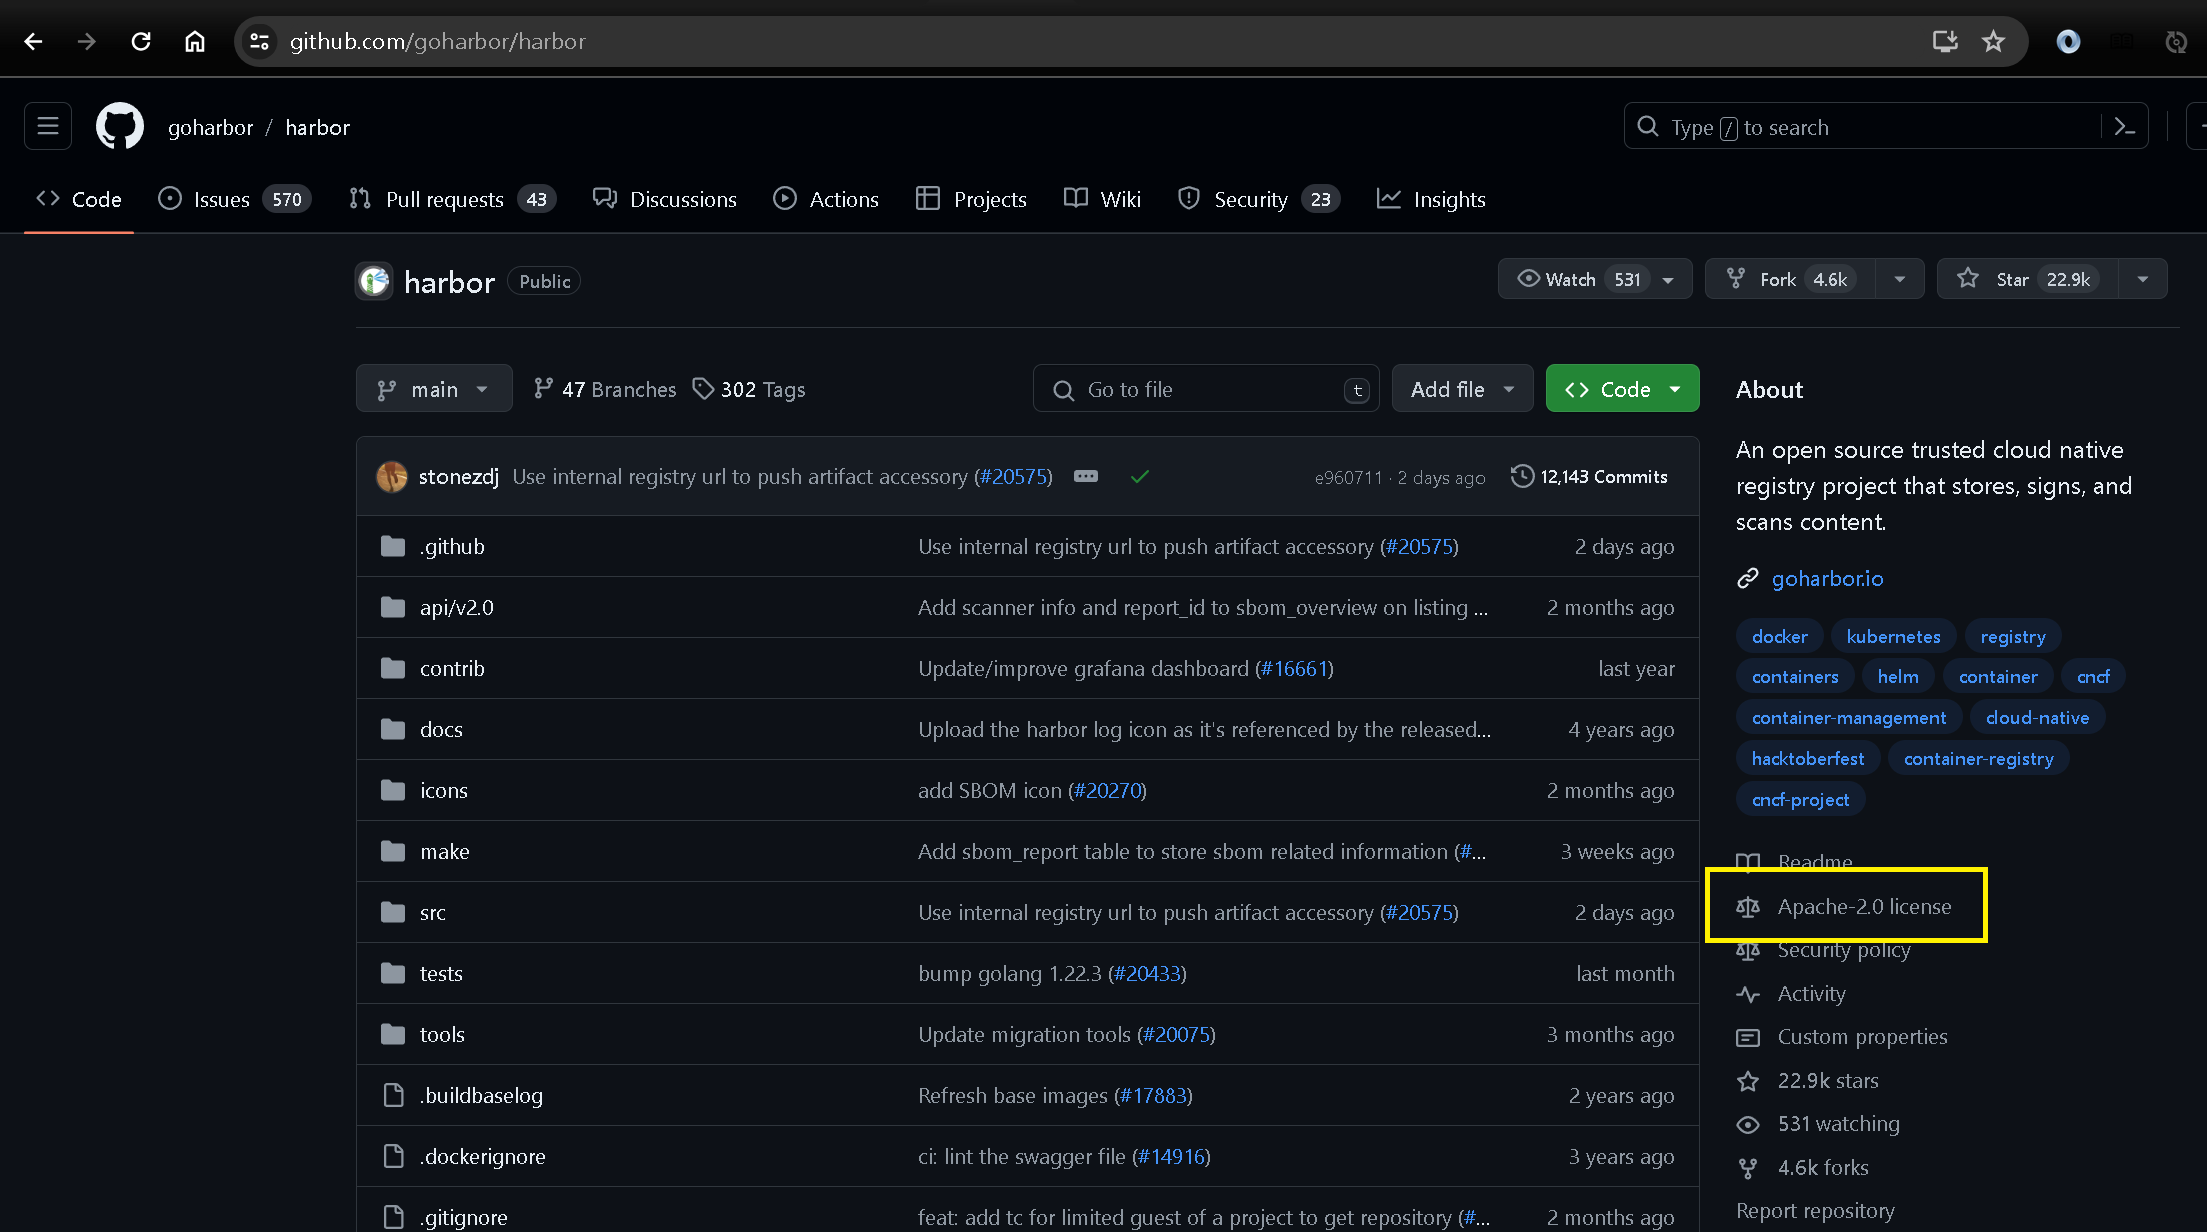 github.com/goharbor/harbor
goharbor / harbor
Type / to search
Code
Issues 570
Pull requests 43
Discussions
Actions
Projects
Wiki
Security 23
Insights
harbor Public
Watch 531
Fork 4.6k
Star 22.9k
main
47 Branches
302 Tags
Go to file t
Add file
Code
stonezdj Use internal registry url to push artifact accessory (#20575)
e960711 · 2 days ago
12,143 Commits
.github Use internal registry url to push artifact accessory (#20575) 2 days ago
api/v2.0 Add scanner info and report_id to sbom_overview on listing ... 2 months ago
contrib Update/improve grafana dashboard (#16661) last year
docs Upload the harbor log icon as it's referenced by the released... 4 years ago
icons add SBOM icon (#20270) 2 months ago
make Add sbom_report table to store sbom related information (#... 3 weeks ago
src Use internal registry url to push artifact accessory (#20575) 2 days ago
tests bump golang 1.22.3 (#20433) last month
tools Update migration tools (#20075) 3 months ago
.buildbaselog Refresh base images (#17883) 2 years ago
.dockerignore ci: lint the swagger file (#14916) 3 years ago
.gitignore feat: add tc for limited guest of a project to get repository (#... 2 months ago
About
An open source trusted cloud native
registry project that stores, signs, and
scans content.
goharbor.io
docker kubernetes registry
containers helm container cncf
container-management cloud-native
hacktoberfest container-registry
cncf-project
Readme
Apache-2.0 license
Security policy
Activity
Custom properties
22.9k stars
531 watching
4.6k forks
Report repository